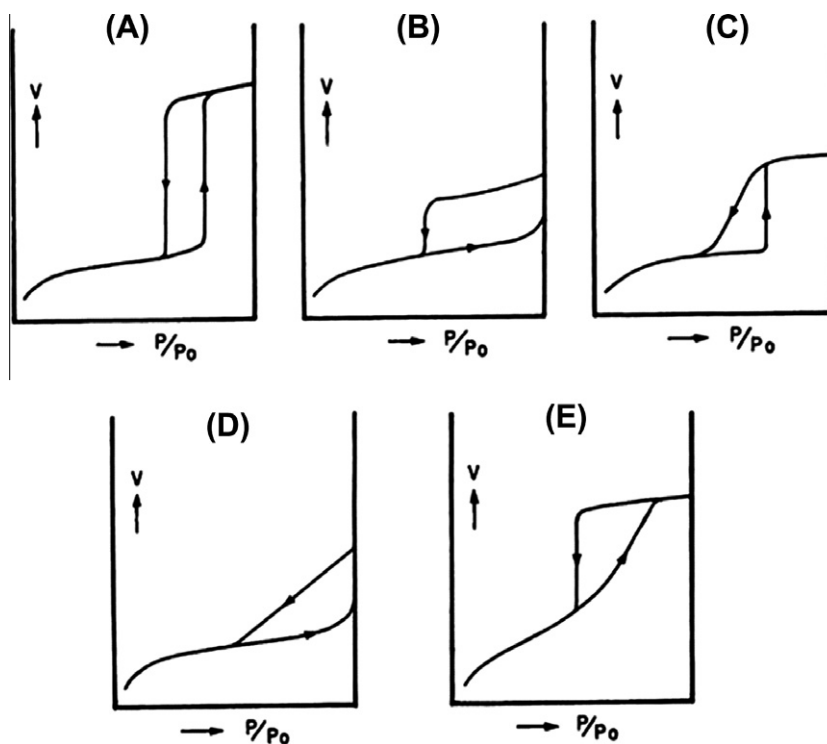 (A) (B) (C)
V V V
P/Po P/Po P/Po
(D) (E)
V V
P/Po P/Po